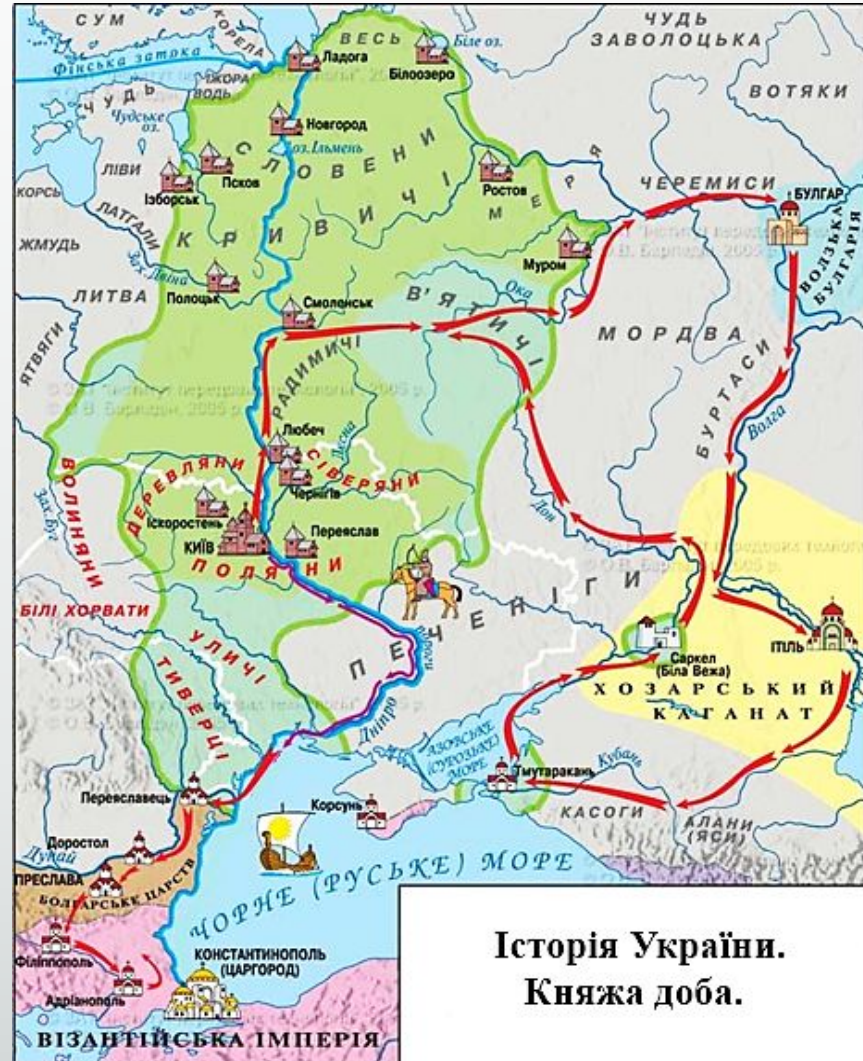 СУМ
КОРЕЛА
ВЕСЬ
Біле оз.
ЧУДЬ
ЗАВОЛОЦЬКА
Фінська затока
Ладога
Білоозеро
ІЖОРА
ВОДЬ
ЧУДЬ
Чудське
оз.
ВОТЯКИ
Новгород
оз. Ільмень
СЛОВЕНИ
ЛІВИ
Псков
Ізборськ
Ростов
МЕРЯ
ЧЕРЕМИСИ
БУЛГАР
КОРСЬ
ЛАТГАЛИ
КРИВИЧІ
ЖМУДЬ
Зах. Двіна
Муром
ВОЛЗЬКА
БУЛГАРІЯ
Полоцьк
ЛИТВА
Смоленськ
В'ЯТИЧІ
Ока
МОРДВА
ЯТВЯГИ
РАДИМИЧІ
БУРТАСИ
Волга
Любеч
Десна
СІВЕРЯНИ
Чернігів
ВОЛИНЯНИ
Зах. Буг
ДЕРЕВЛЯНИ
Іскоростень
КИЇВ
Переяслав
ПОЛЯНИ
Дон
БІЛІ ХОРВАТИ
ПЕЧЕНІГИ
пороги
УЛИЧІ
ТИВЕРЦІ
Саркел
(Біла Вежа)
ІТІЛЬ
ХОЗАРСЬКИЙ
КАГАНАТ
Дніпро
АЗОВСЬКЕ
(СУРОЗЬКЕ)
МОРЕ
Тмутаракань
Кубань
Переяславець
Корсунь
КАСОГИ
АЛАНИ
(ЯСИ)
Доростол
Дунай
ПРЕСЛАВА
БОЛГАРСЬКЕ ЦАРСТВ
ЧОРНЕ (РУСЬКЕ) МОРЕ
Філіппополь
КОНСТАНТИНОПОЛЬ
(ЦАРГОРОД)
Адріанополь
ВІЗАНТІЙСЬКА ІМПЕРІЯ
Історія України.
Княжа доба.